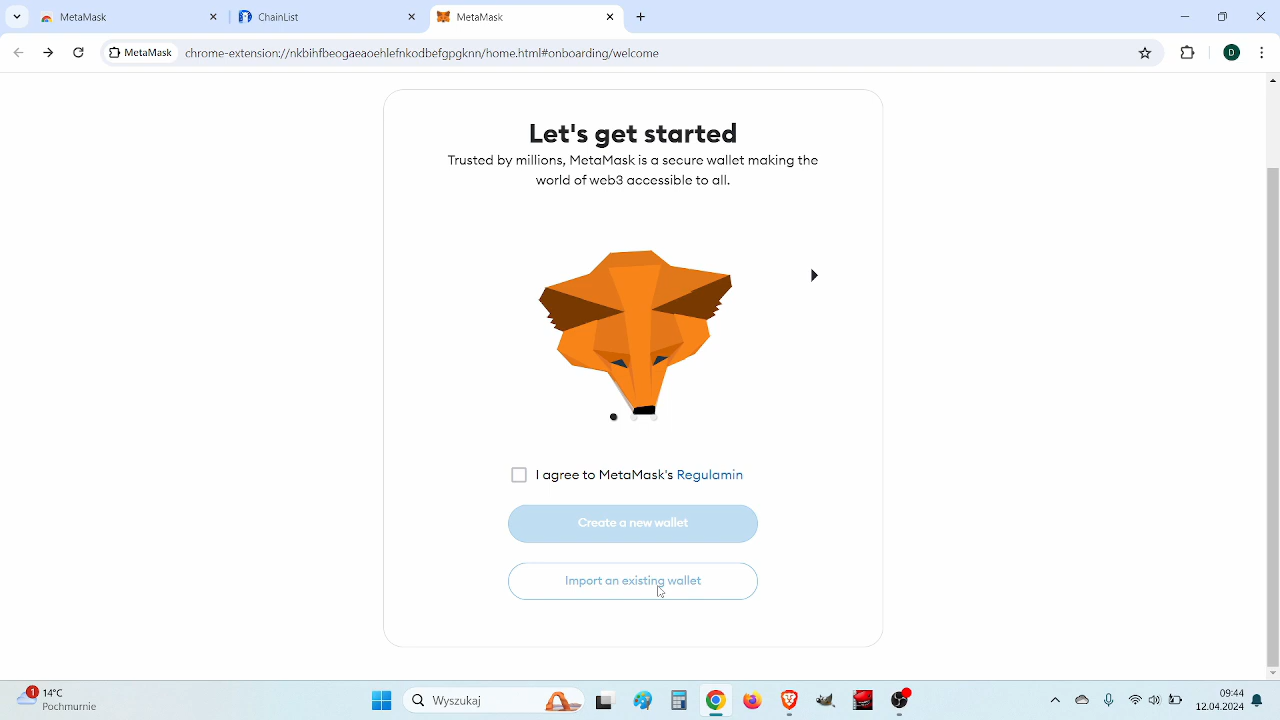 MetaMask
ChainList
MetaMask
MetaMask
chrome-extension://nkbihfbeogaeaoehlefnkodbefgpgknn/home.html#onboarding/welcome
D
Let's get started
Trusted by millions, MetaMask is a secure wallet making the
world of web3 accessible to all.
I agree to MetaMask's Regulamin
Create a new wallet
Import an existing wallet
1
14°C
Pochmurnie
Wyszukaj
09:44
12.04.2024